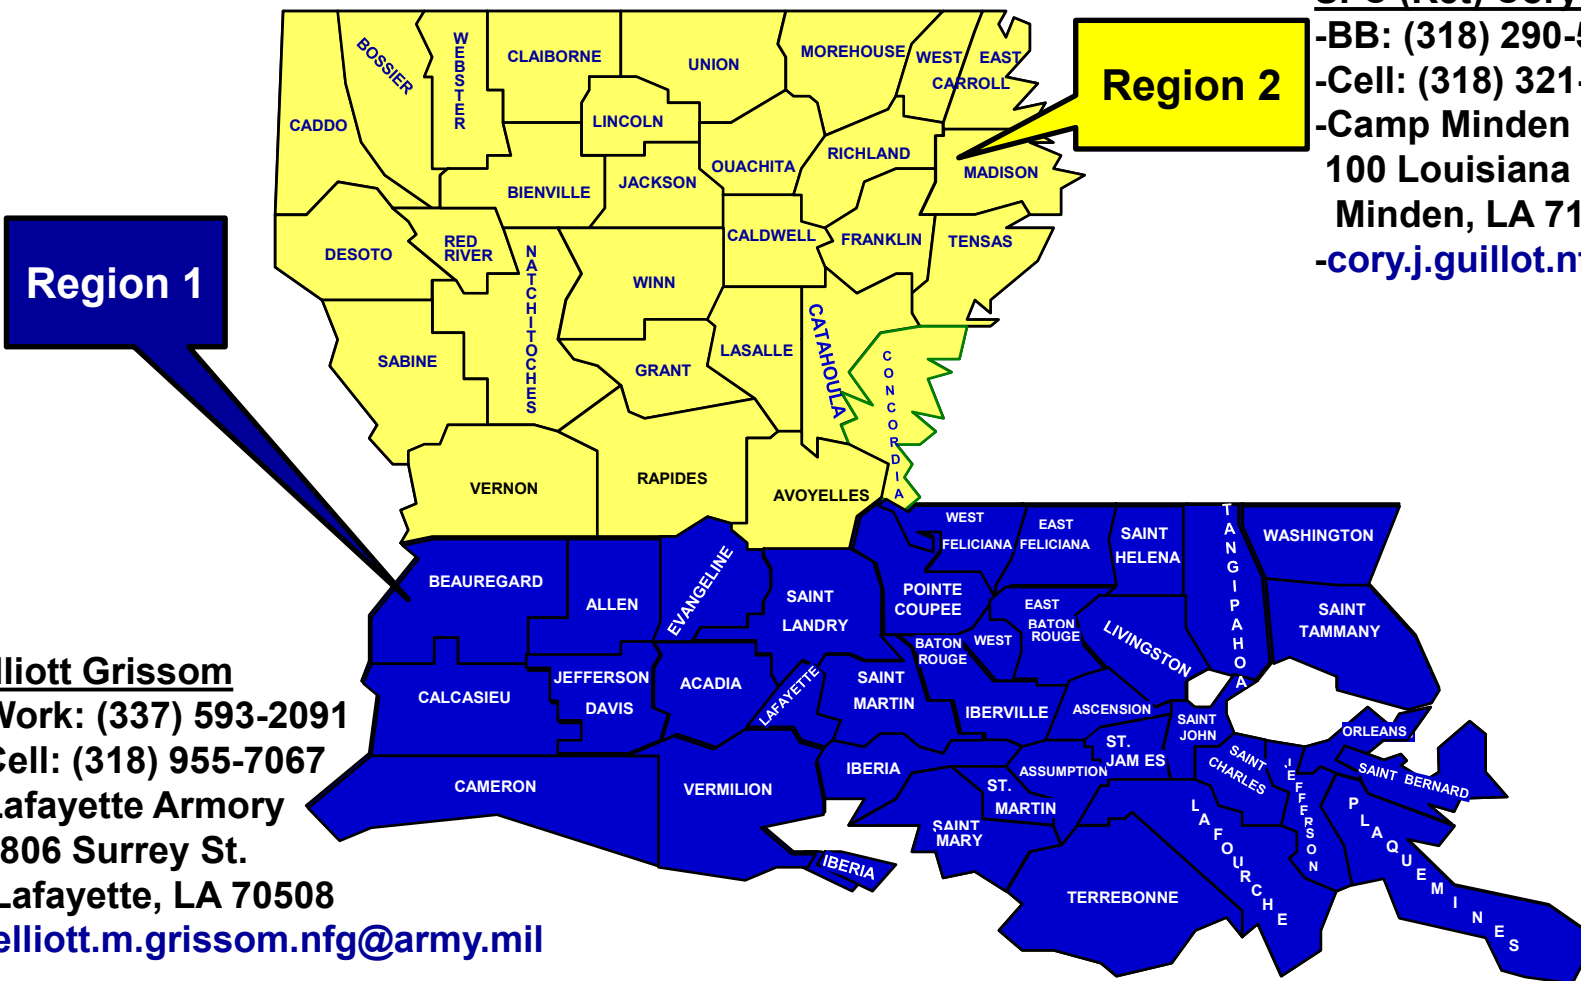 -BB: (318) 290-5
-Cell: (318) 321-
-Camp Minden
100 Louisiana
Minden, LA 71
-cory.j.guillot.nf
Region 2
Region 1
CADDO
BOSSIER
WEBSTER
CLAIBORNE
UNION
MOREHOUSE
WEST EAST
CARROLL
LINCOLN
OUACHITA
RICHLAND
MADISON
BIENVILLE
JACKSON
DESOTO
RED
RIVER
NATCHITOCHES
WINN
CALDWELL
FRANKLIN
TENSAS
SABINE
GRANT
LASALLE
CATAHOULA
CONCORDIA
VERNON
RAPIDES
AVOYELLES
BEAUREGARD
ALLEN
EVANGELINE
SAINT
LANDRY
POINTE
COUPEE
WEST
FELICIANA
EAST
FELICIANA
SAINT
HELENA
TANGIPAHOA
WASHINGTON
SAINT
TAMMANY
EAST
BATON
ROUGE
WEST
BATON
ROUGE
LIVINGSTON
CALCASIEU
JEFFERSON
DAVIS
ACADIA
LAFAYETTE
SAINT
MARTIN
IBERVILLE
ASCENSION
SAINT
JOHN
ST.
JAM ES
SAINT
CHARLES
JEFFERSON
ORLEANS
SAINT BERNARD
PLAQUEMINES
CAMERON
VERMILION
IBERIA
ASSUMPTION
ST.
MARTIN
SAINT
MARY
IBERIA
TERREBONNE
LAFOURCHE
lliott Grissom
Work: (337) 593-2091
Cell: (318) 955-7067
Lafayette Armory
806 Surrey St.
Lafayette, LA 70508
elliott.m.grissom.nfg@army.mil